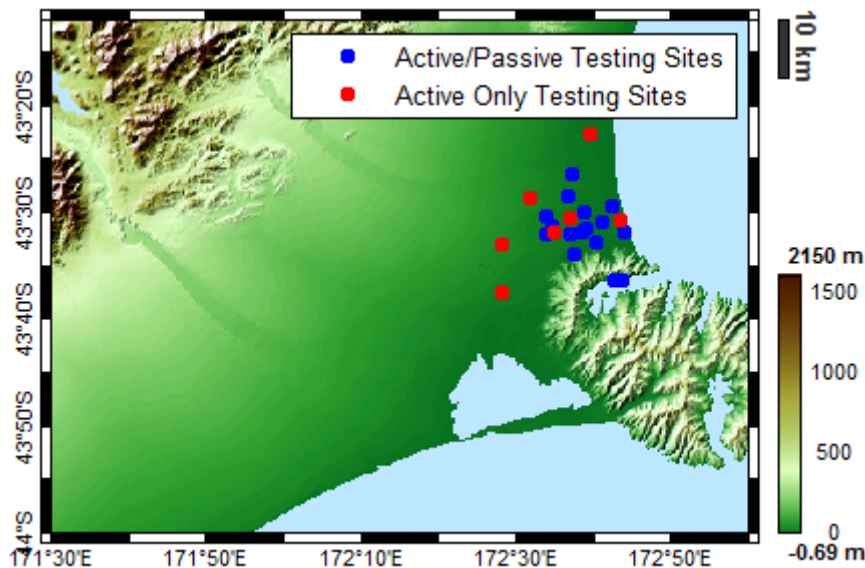 Active/Passive Testing Sites
Active Only Testing Sites
10 km
43°20'S
43°30'S
43°40'S
43°50'S
44°S
171°30'E
171°50'E
172°10'E
172°30'E
172°50'E
2150 m
1500
1000
500
0
-0.69 m